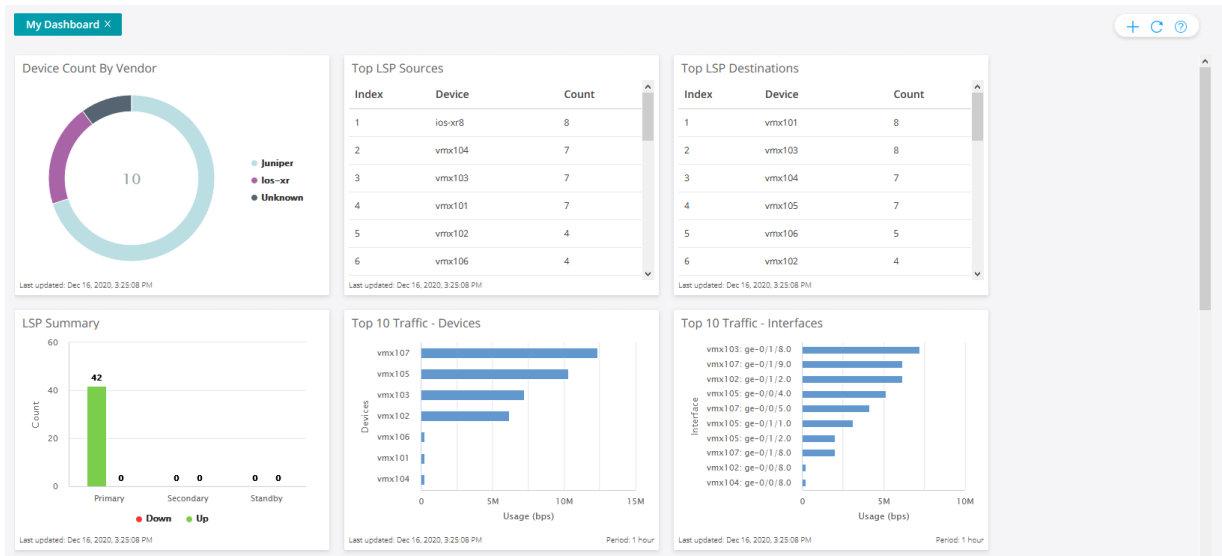 My Dashboard ×
Device Count By Vendor
10
Juniper
Ios-xr
Unknown
Last updated: Dec 16, 2020, 3:25:08 PM
Top LSP Sources
Index Device Count
1 ios-xr8 8
2 vmx104 7
3 vmx103 7
4 vmx101 7
5 vmx102 4
6 vmx106 4
Last updated: Dec 16, 2020, 3:25:08 PM
Top LSP Destinations
Index Device Count
1 vmx101 8
2 vmx103 8
3 vmx104 7
4 vmx105 7
5 vmx106 5
6 vmx102 4
Last updated: Dec 16, 2020, 3:25:08 PM
LSP Summary
Count
60
40
20
0
42 0 0 0 0 0
Primary Secondary Standby
Down Up
Last updated: Dec 16, 2020, 3:25:08 PM
Top 10 Traffic - Devices
Devices
vmx107
vmx105
vmx103
vmx102
vmx106
vmx101
vmx104
0 5M 10M 15M
Usage (bps)
Last updated: Dec 16, 2020, 3:25:08 PM Period: 1 hour
Top 10 Traffic - Interfaces
Interface
vmx103: ge-0/1/8.0
vmx107: ge-0/1/9.0
vmx102: ge-0/1/2.0
vmx105: ge-0/0/4.0
vmx107: ge-0/0/5.0
vmx105: ge-0/1/1.0
vmx105: ge-0/1/2.0
vmx107: ge-0/1/8.0
vmx102: ge-0/0/8.0
vmx104: ge-0/0/8.0
0 5M 10M
Usage (bps)
Last updated: Dec 16, 2020, 3:25:08 PM Period: 1 hour